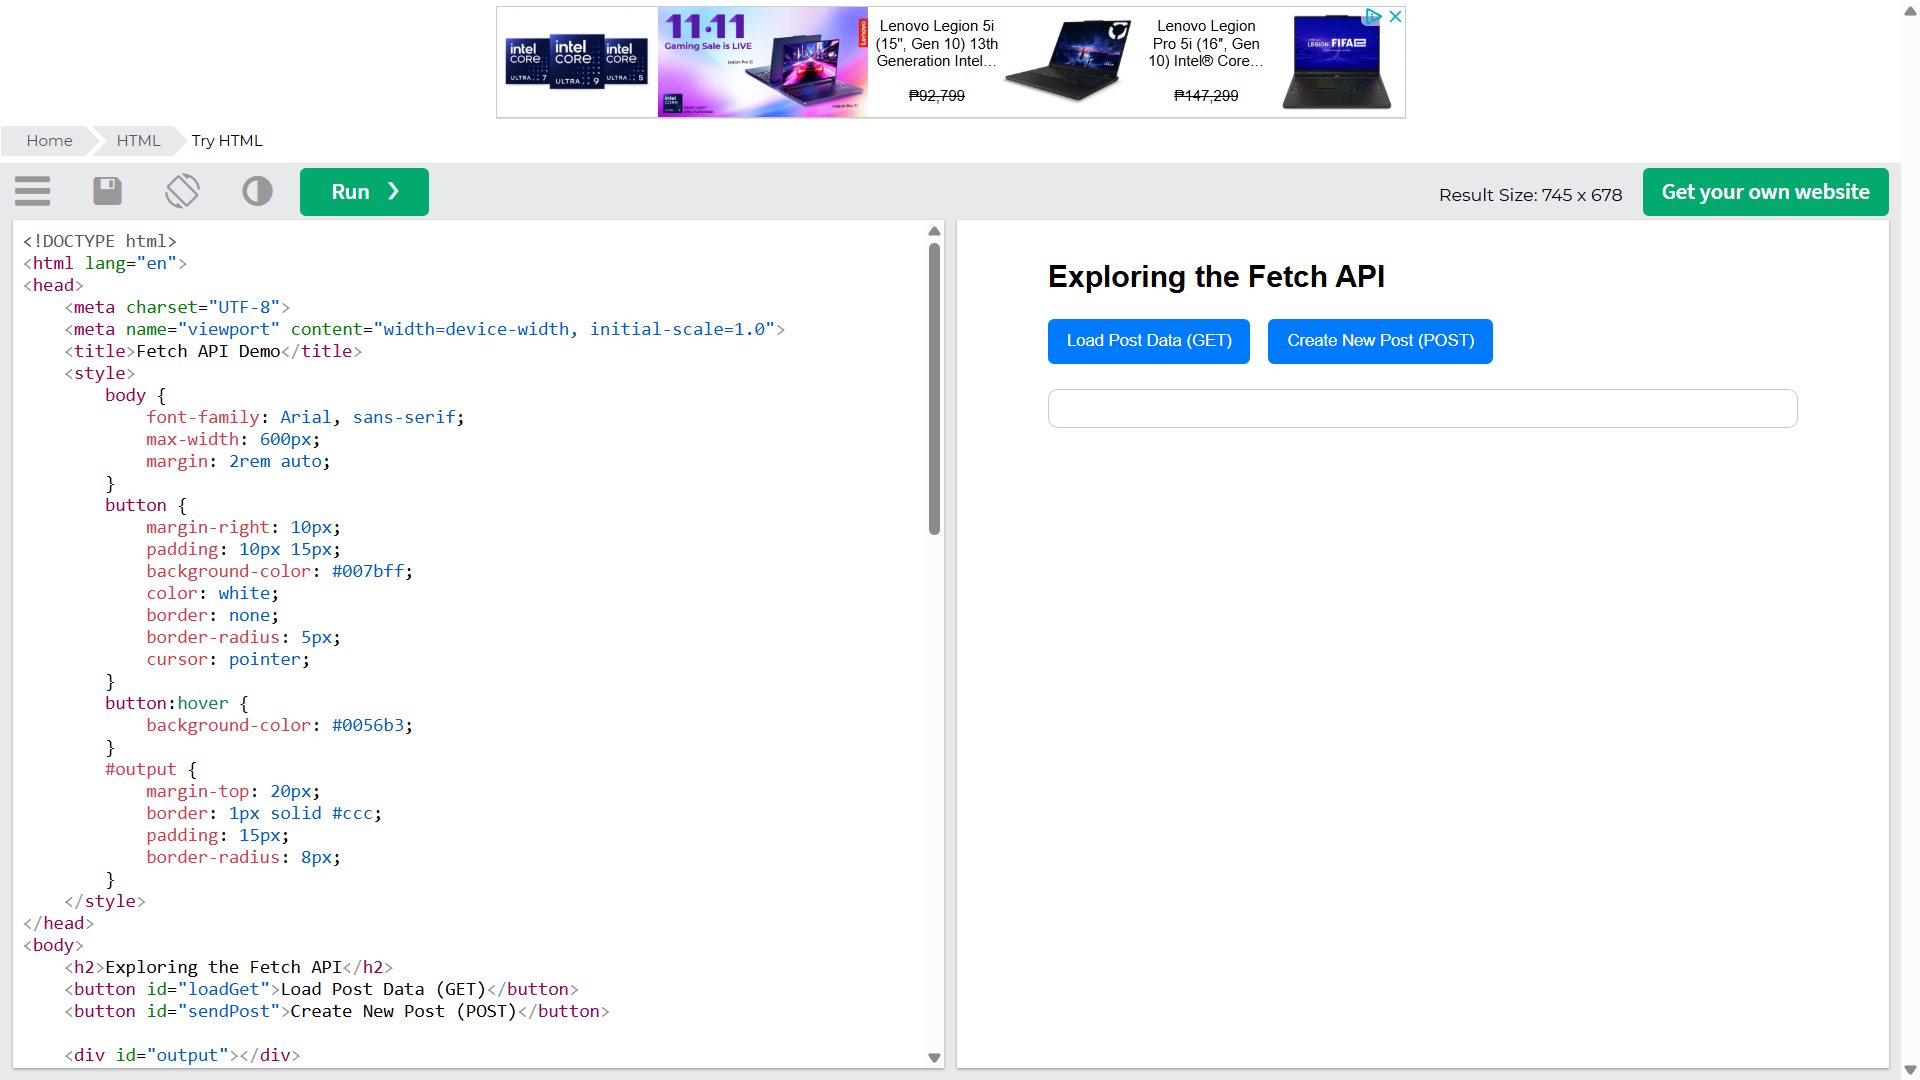 intel CORE ULTRA 7
intel CORE ULTRA 9
intel CORE ULTRA 5
11·11
Gaming Sale is LIVE
Legion Pro 5i
Legion Pro 7i
Lenovo
Lenovo Legion 5i
(15", Gen 10) 13th
Generation Intel...
₱92,799
Lenovo Legion
Pro 5i (16", Gen
10) Intel® Core...
₱147,299
LEGION FIFA
Home
HTML
Try HTML
Run ❯
Result Size: 745 x 678
Get your own website
<!DOCTYPE html>
<html lang="en">
<head>
    <meta charset="UTF-8">
    <meta name="viewport" content="width=device-width, initial-scale=1.0">
    <title>Fetch API Demo</title>
    <style>
        body {
            font-family: Arial, sans-serif;
            max-width: 600px;
            margin: 2rem auto;
        }
        button {
            margin-right: 10px;
            padding: 10px 15px;
            background-color: #007bff;
            color: white;
            border: none;
            border-radius: 5px;
            cursor: pointer;
        }
        button:hover {
            background-color: #0056b3;
        }
        #output {
            margin-top: 20px;
            border: 1px solid #ccc;
            padding: 15px;
            border-radius: 8px;
        }
    </style>
</head>
<body>
    <h2>Exploring the Fetch API</h2>
    <button id="loadGet">Load Post Data (GET)</button>
    <button id="sendPost">Create New Post (POST)</button>
    <div id="output"></div>
Exploring the Fetch API
Load Post Data (GET)
Create New Post (POST)